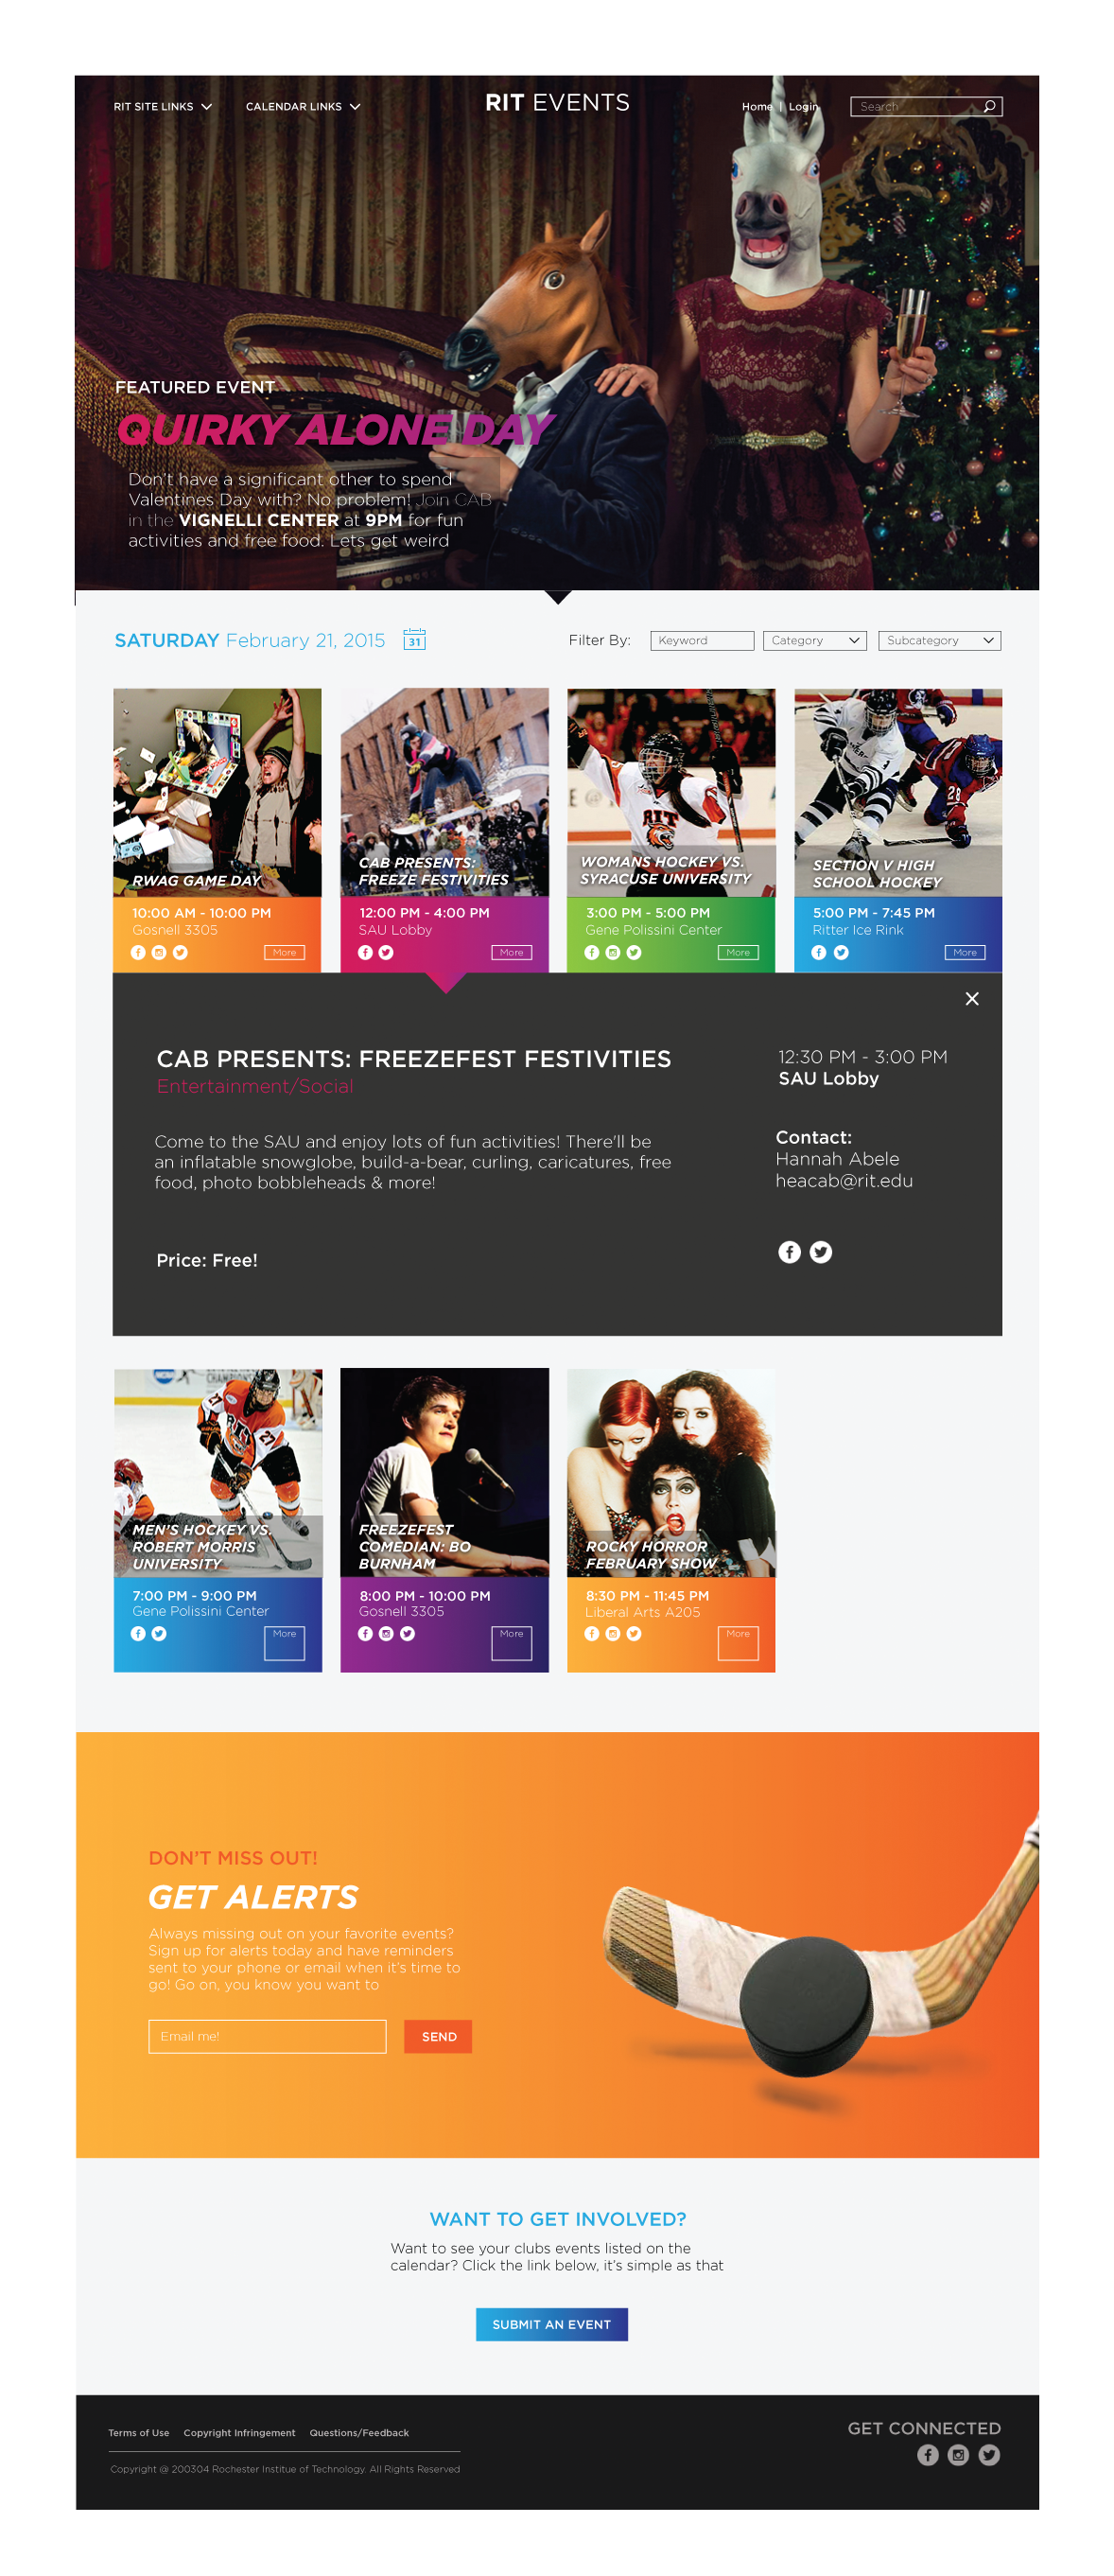 RIT SITE LINKS
CALENDAR LINKS
RIT EVENTS
Home | Login
Search
FEATURED EVENT
QUIRKY ALONE DAY
Don't have a significant other to spend
Valentines Day with? No problem! Join CAB
in the VIGNELLI CENTER at 9PM for fun
activities and free food. Lets get weird
SATURDAY February 21, 2015
31
Filter By:
Keyword
Category
Subcategory
RWAG GAME DAY
10:00 AM - 10:00 PM
Gosnell 3305
More
CAB PRESENTS:
FREEZE FESTIVITIES
12:00 PM - 4:00 PM
SAU Lobby
More
RIT
WOMANS HOCKEY VS.
SYRACUSE UNIVERSITY
3:00 PM - 5:00 PM
Gene Polissini Center
More
28
SECTION V HIGH
SCHOOL HOCKEY
5:00 PM - 7:45 PM
Ritter Ice Rink
More
CAB PRESENTS: FREEZEFEST FESTIVITIES
Entertainment/Social
Come to the SAU and enjoy lots of fun activities! There'll be
an inflatable snowglobe, build-a-bear, curling, caricatures, free
food, photo bobbleheads & more!
Price: Free!
12:30 PM - 3:00 PM
SAU Lobby
Contact:
Hannah Abele
heacab@rit.edu
27
MEN'S HOCKEY VS.
ROBERT MORRIS
UNIVERSITY
7:00 PM - 9:00 PM
Gene Polissini Center
More
FREEZEFEST
COMEDIAN: BO
BURNHAM
8:00 PM - 10:00 PM
Gosnell 3305
More
ROCKY HORROR
FEBRUARY SHOW
8:30 PM - 11:45 PM
Liberal Arts A205
More
DON'T MISS OUT!
GET ALERTS
Always missing out on your favorite events?
Sign up for alerts today and have reminders
sent to your phone or email when it's time to
go! Go on, you know you want to
Email me!
SEND
WANT TO GET INVOLVED?
Want to see your clubs events listed on the
calendar? Click the link below, it's simple as that
SUBMIT AN EVENT
Terms of Use
Copyright Infringement
Questions/Feedback
Copyright @ 200304 Rochester Institue of Technology. All Rights Reserved
GET CONNECTED